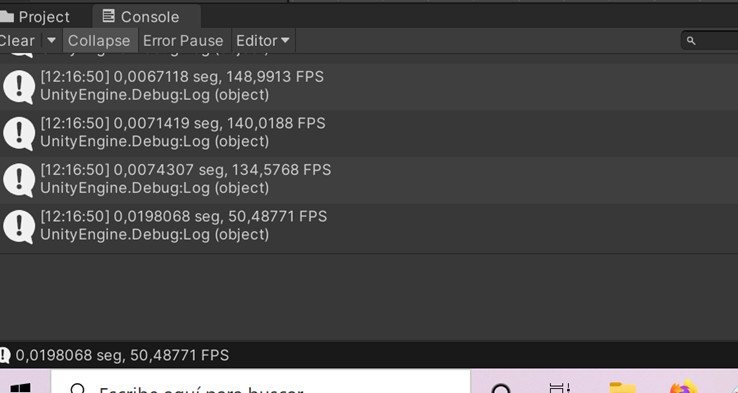 Project Console
Clear Collapse Error Pause Editor
[12:16:50] 0,0067118 seg, 148,9913 FPS
UnityEngine.Debug:Log (object)
[12:16:50] 0,0071419 seg, 140,0188 FPS
UnityEngine.Debug:Log (object)
[12:16:50] 0,0074307 seg, 134,5768 FPS
UnityEngine.Debug:Log (object)
[12:16:50] 0,0198068 seg, 50,48771 FPS
UnityEngine.Debug:Log (object)
0,0198068 seg, 50,48771 FPS
Escribe aquí para buscar